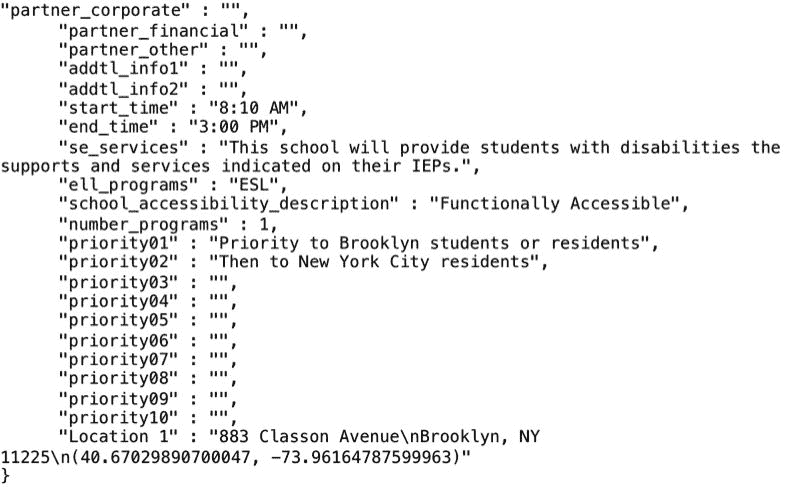 "partner_corporate" : "",
"partner_financial" : "",
"partner_other" : "",
"addtl_info1" : "",
"addtl_info2" : "",
"start_time" : "8:10 AM",
"end_time" : "3:00 PM",
"se_services" : "This school will provide students with disabilities the
supports and services indicated on their IEPs.",
"ell_programs" : "ESL",
"school_accessibility_description" : "Functionally Accessible",
"number_programs" : 1,
"priority01" : "Priority to Brooklyn students or residents",
"priority02" : "Then to New York City residents",
"priority03" : "",
"priority04" : "",
"priority05" : "",
"priority06" : "",
"priority07" : "",
"priority08" : "",
"priority09" : "",
"priority10" : "",
"Location 1" : "883 Classon Avenue\nBrooklyn, NY
11225\n(40.67029890700047, -73.96164787599963)"
}